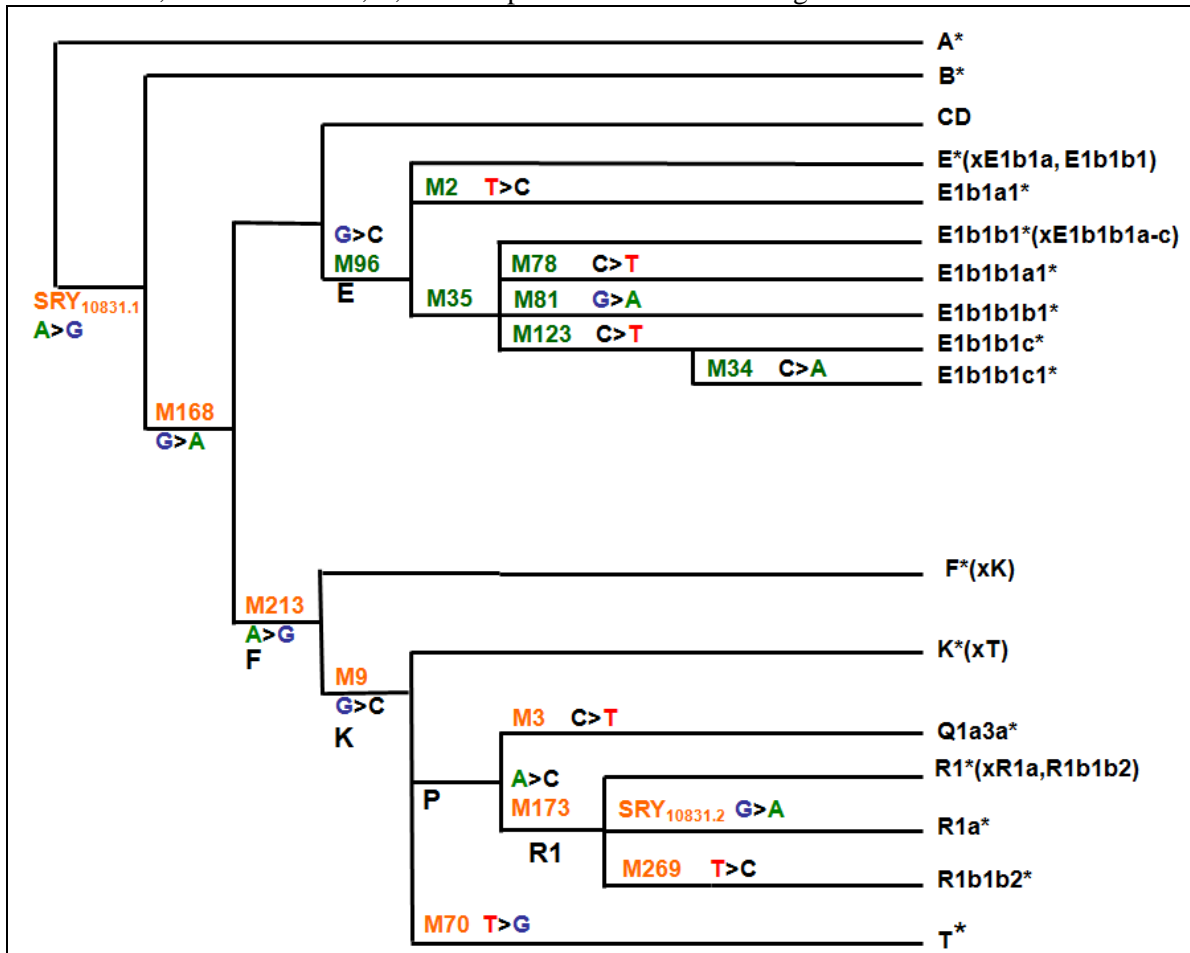 A*
B*
CD
E*(xE1b1a, E1b1b1)
M2 T>C
E1b1a1*
G>C
M96
E
E1b1b1*(xE1b1b1a-c)
M78 C>T
E1b1b1a1*
M35
M81 G>A
E1b1b1b1*
M123 C>T
E1b1b1c*
M34 C>A
E1b1b1c1*
SRY10831.1
A>G
M168
G>A
F*(xK)
M213
A>G
F
K*(xT)
M9
G>C
K
M3 C>T
Q1a3a*
P
A>C
M173
R1
R1*(xR1a,R1b1b2)
SRY10831.2 G>A
R1a*
M269 T>C
R1b1b2*
M70 T>G
T*